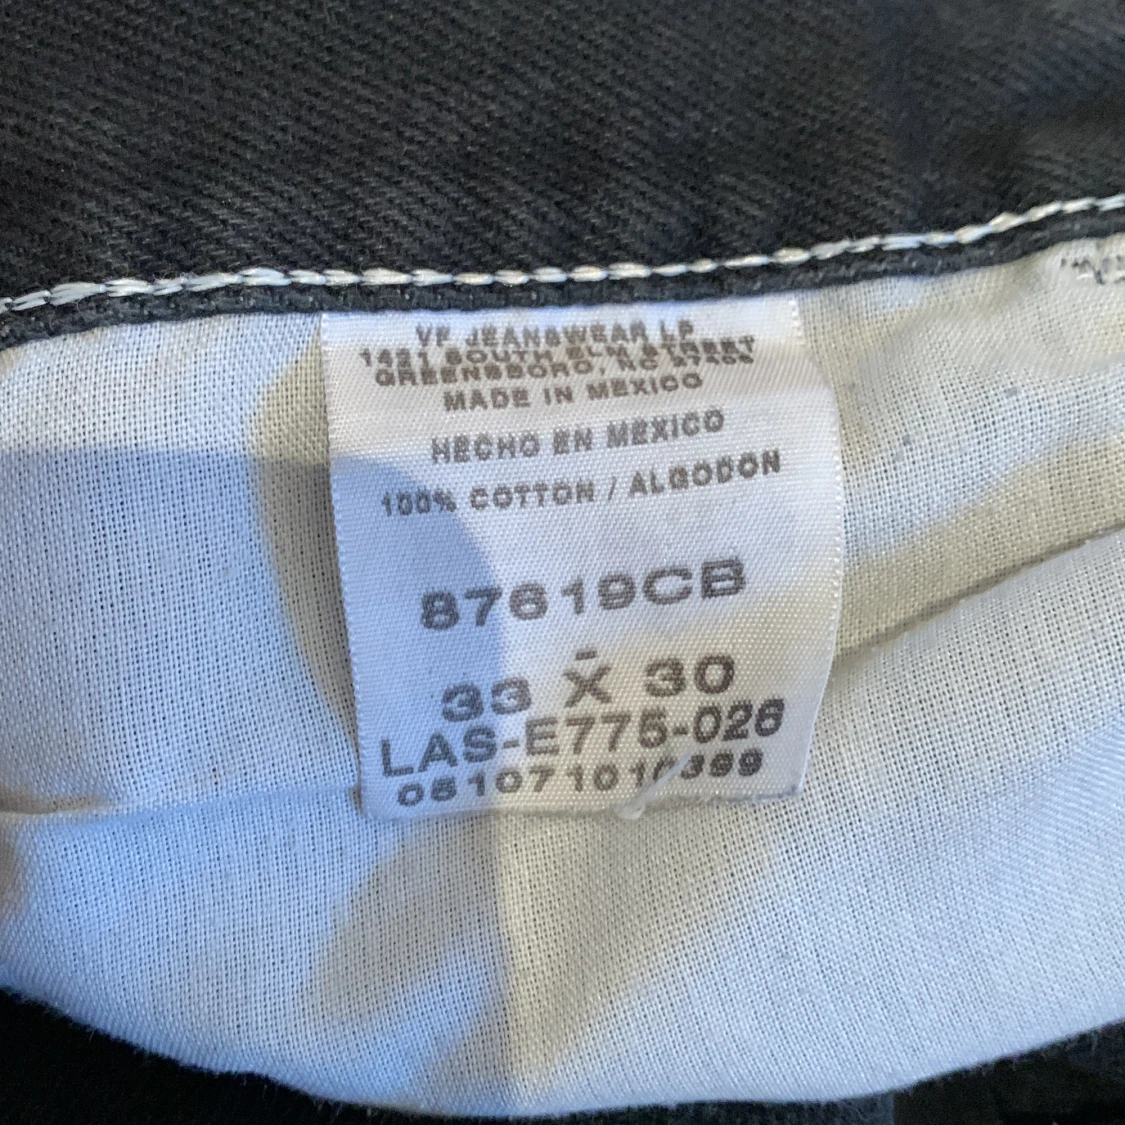 VF JEANSWEAR LP
1421 SOUTH ELM STREET
GREENSBORO, NC
MADE IN MEXICO
HECHO EN MEXICO
100% COTTON / ALGODON
87619CB
33 X 30
LAS-E775-026